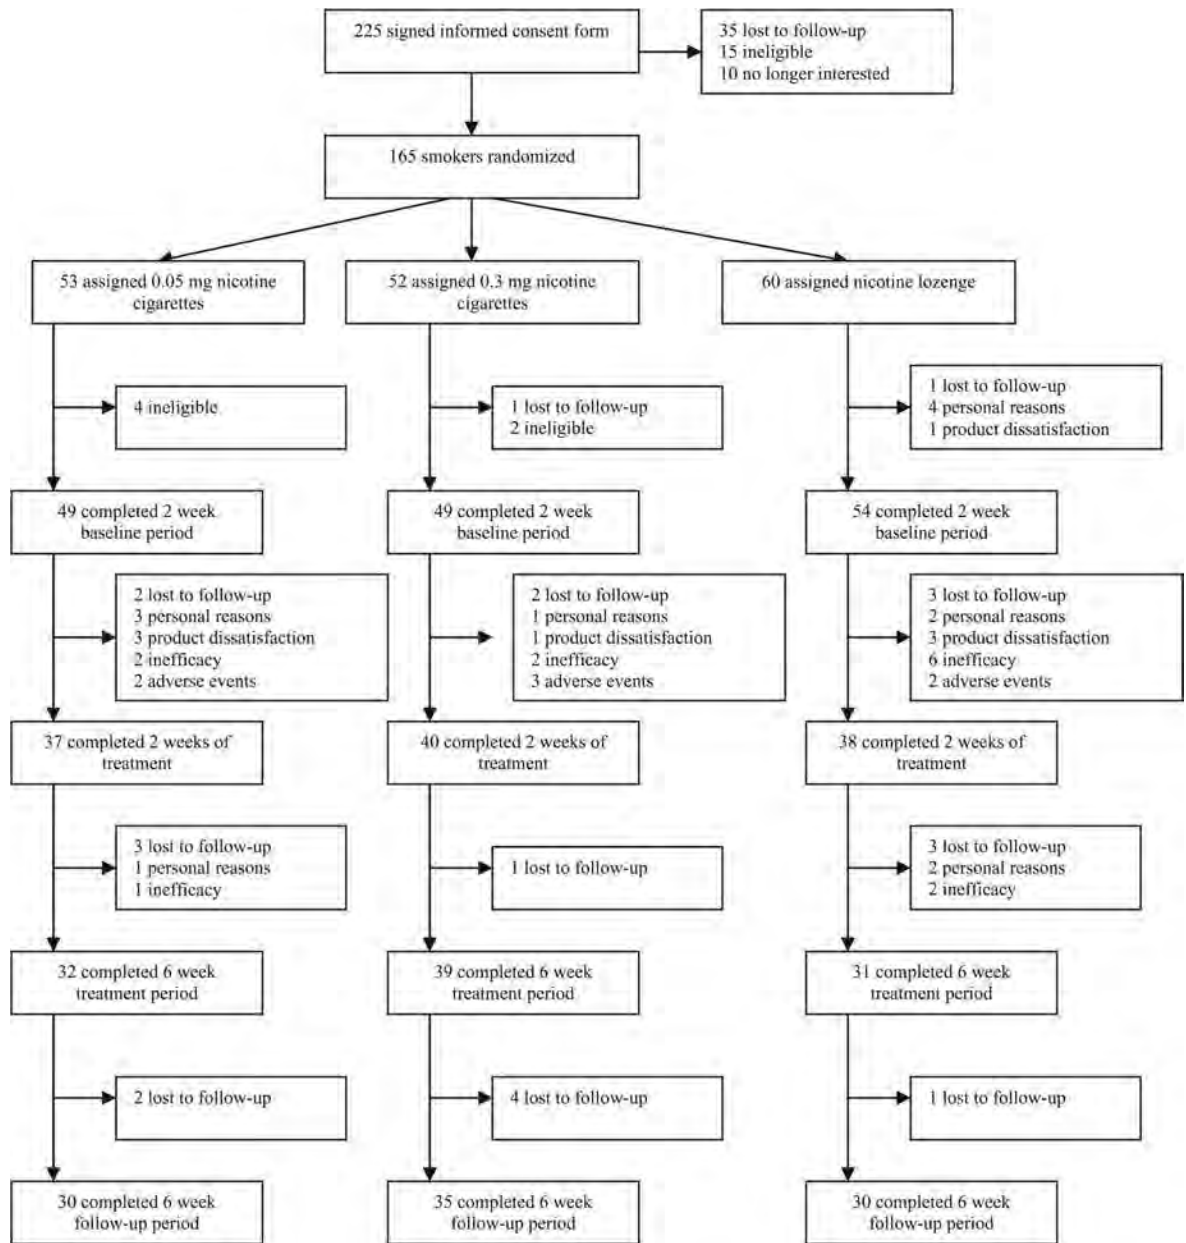 225 signed informed consent form
35 lost to follow-up
15 ineligible
10 no longer interested
165 smokers randomized
53 assigned 0.05 mg nicotine
cigarettes
52 assigned 0.3 mg nicotine
cigarettes
60 assigned nicotine lozenge
4 ineligible
1 lost to follow-up
2 ineligible
1 lost to follow-up
4 personal reasons
1 product dissatisfaction
49 completed 2 week
baseline period
49 completed 2 week
baseline period
54 completed 2 week
baseline period
2 lost to follow-up
3 personal reasons
3 product dissatisfaction
2 inefficacy
2 adverse events
2 lost to follow-up
1 personal reasons
1 product dissatisfaction
2 inefficacy
3 adverse events
3 lost to follow-up
2 personal reasons
3 product dissatisfaction
6 inefficacy
2 adverse events
37 completed 2 weeks of
treatment
40 completed 2 weeks of
treatment
38 completed 2 weeks of
treatment
3 lost to follow-up
1 personal reasons
1 inefficacy
1 lost to follow-up
3 lost to follow-up
2 personal reasons
2 inefficacy
32 completed 6 week
treatment period
39 completed 6 week
treatment period
31 completed 6 week
treatment period
2 lost to follow-up
4 lost to follow-up
1 lost to follow-up
30 completed 6 week
follow-up period
35 completed 6 week
follow-up period
30 completed 6 week
follow-up period